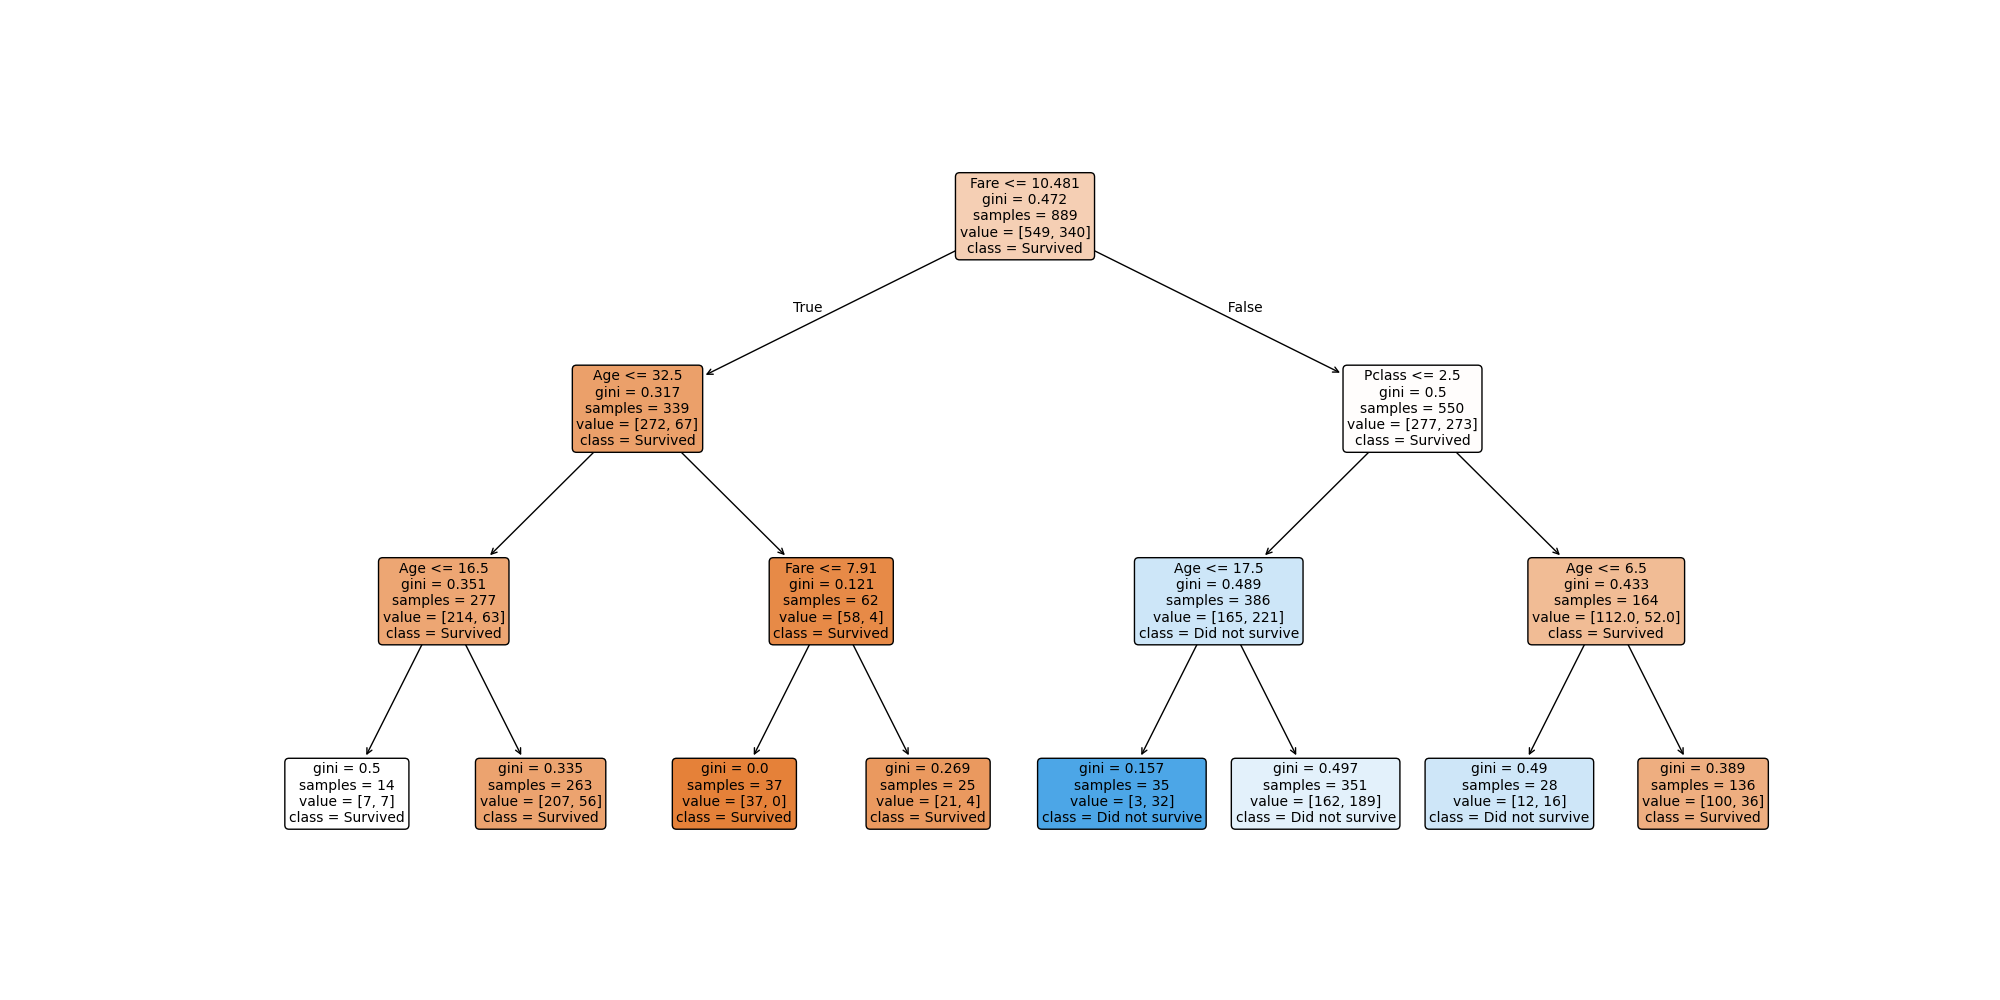 Fare <= 10.481
gini = 0.472
samples = 889
value = [549, 340]
class = Survived
True
False
Age <= 32.5
gini = 0.317
samples = 339
value = [272, 67]
class = Survived
Pclass <= 2.5
gini = 0.5
samples = 550
value = [277, 273]
class = Survived
Age <= 16.5
gini = 0.351
samples = 277
value = [214, 63]
class = Survived
Fare <= 7.91
gini = 0.121
samples = 62
value = [58, 4]
class = Survived
Age <= 17.5
gini = 0.489
samples = 386
value = [165, 221]
class = Did not survive
Age <= 6.5
gini = 0.433
samples = 164
value = [112.0, 52.0]
class = Survived
gini = 0.5
samples = 14
value = [7, 7]
class = Survived
gini = 0.335
samples = 263
value = [207, 56]
class = Survived
gini = 0.0
samples = 37
value = [37, 0]
class = Survived
gini = 0.269
samples = 25
value = [21, 4]
class = Survived
gini = 0.157
samples = 35
value = [3, 32]
class = Did not survive
gini = 0.497
samples = 351
value = [162, 189]
class = Did not survive
gini = 0.49
samples = 28
value = [12, 16]
class = Did not survive
gini = 0.389
samples = 136
value = [100, 36]
class = Survived